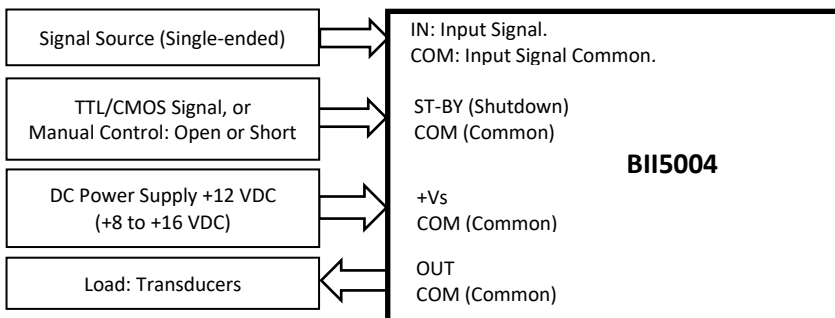 Signal Source (Single-ended)
IN: Input Signal.
COM: Input Signal Common.
TTL/CMOS Signal, or
Manual Control: Open or Short
ST-BY (Shutdown)
COM (Common)
BII5004
DC Power Supply +12 VDC
(+8 to +16 VDC)
+Vs
COM (Common)
Load: Transducers
OUT
COM (Common)